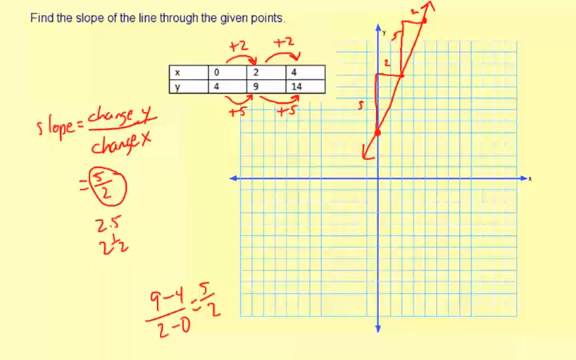 Find the slope of the line through the given points.
+2 +2
x 0 2 4
y 4 9 14
+5 +5
slope = change y / change x
= 5/2
2.5
2 1/2
9-4 / 2-0 = 5/2
y
x
2
5
2
5